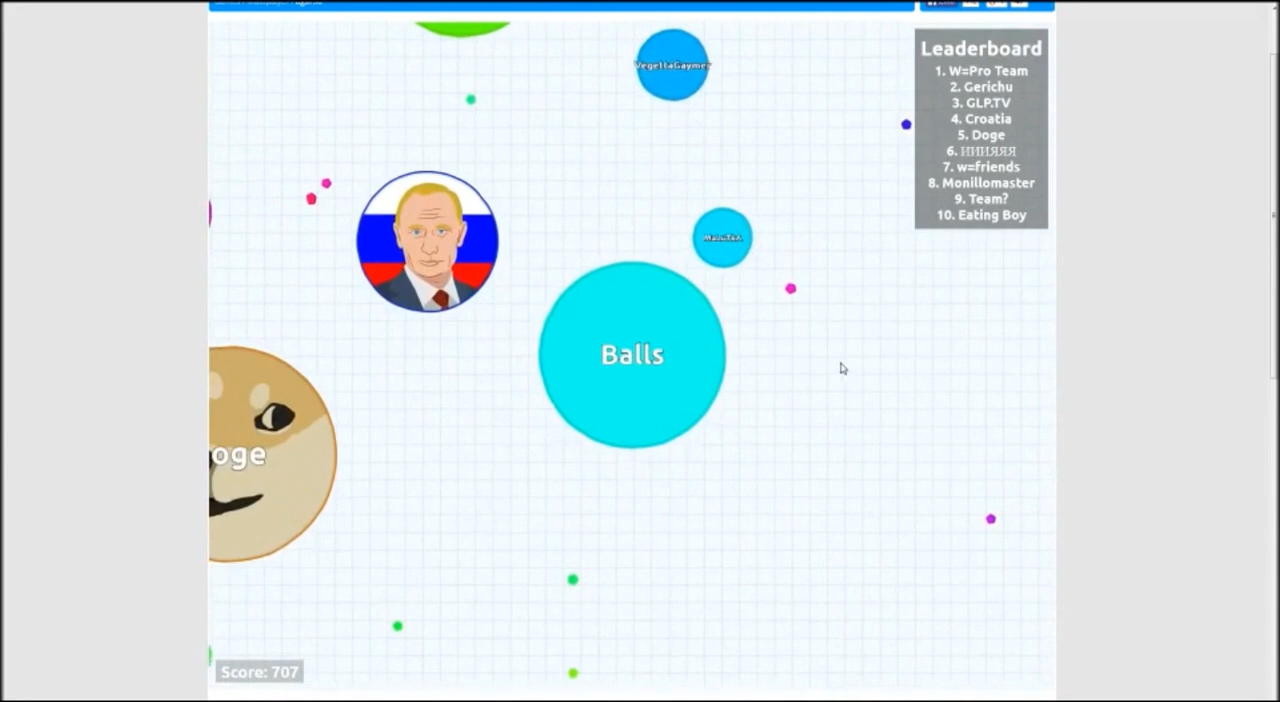 VegettaGaymer
Balls
oge
Leaderboard
1. W=Pro Team
2. Gerichu
3. GLP.TV
4. Croatia
5. Doge
6. ИИИЯЯЯ
7. w=friends
8. Monillomaster
9. Team?
10. Eating Boy
Score: 707